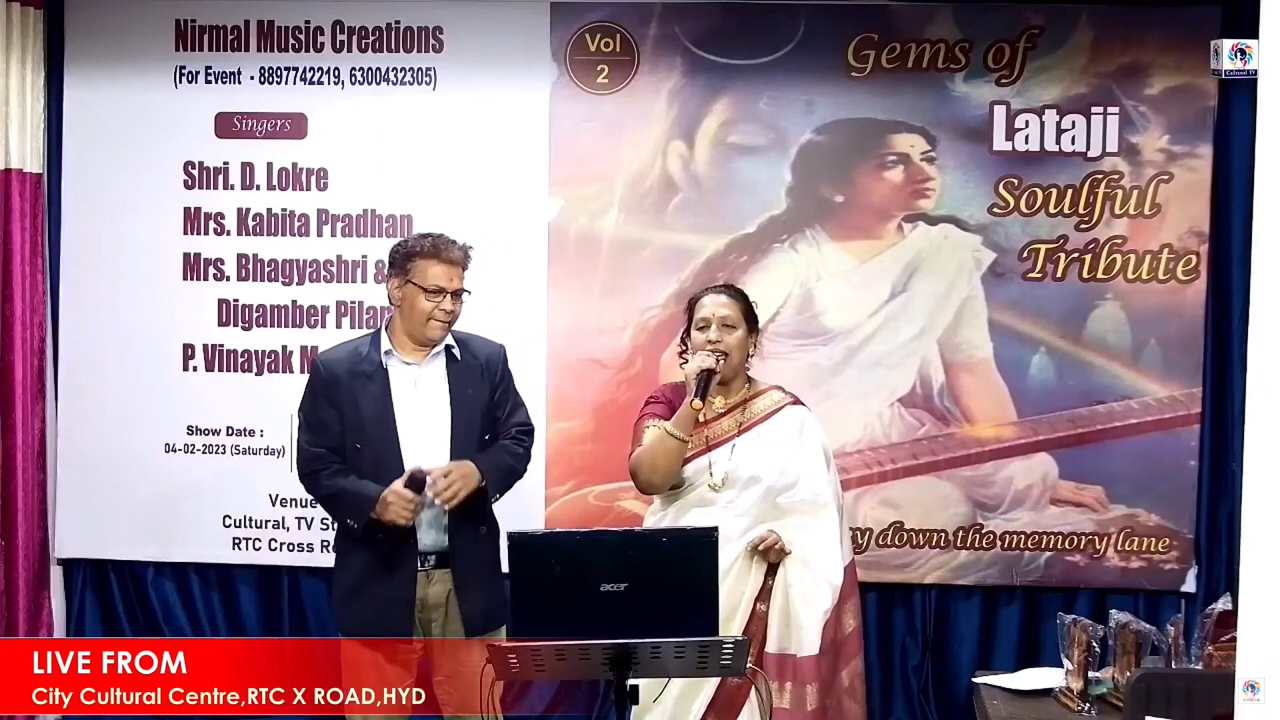 Nirmal Music Creations
(For Event - 8897742219, 6300432305)
Singers
Shri. D. Lokre
Mrs. Kabita Pradhan
Mrs. Bhagyashri &
Digamber
P. Vinayak
Show Date :
04-02-2023 (Saturday)
Venue
Cultural, TV
RTC Cross
Vol
2
Gems of
Lataji
Soulful
Tribute
down the memory lane
Cultural TV
acer
LIVE FROM
City Cultural Centre,RTC X ROAD,HYD